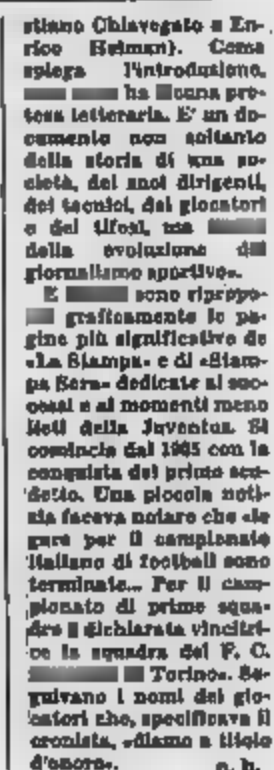 stiano Chiavegato e En-
rico Heiman). Come
spiega l'introduzione,
ha cuna pre-
tesa letteraria. E' un do-
cumento non soltanto
della storia di una so-
cietà, dei suoi dirigenti,
dei tecnici, dei giocatori
e dei tifosi, ma
della evoluzione del
giornalismo sportivo».
E sono ripropo-
graficamente le pa-
gine più significative de
«La Stampa» e di «Stam-
pa Sera» dedicate ai suc-
cessi e ai momenti meno
lieti della Juventus. Si
comincia dal 1905 con la
conquista del primo scu-
detto. Una piccola noti-
zia faceva notare che «le
gare per il campionato
italiano di football sono
terminate... Per il cam-
pionato di prime squa-
dre dichiarata vincitri-
ce la squadra del F. C.
Torino». Se-
guivano i nomi dei gio-
catori che, specificava il
cronista, «diamo a titolo
d'onore».